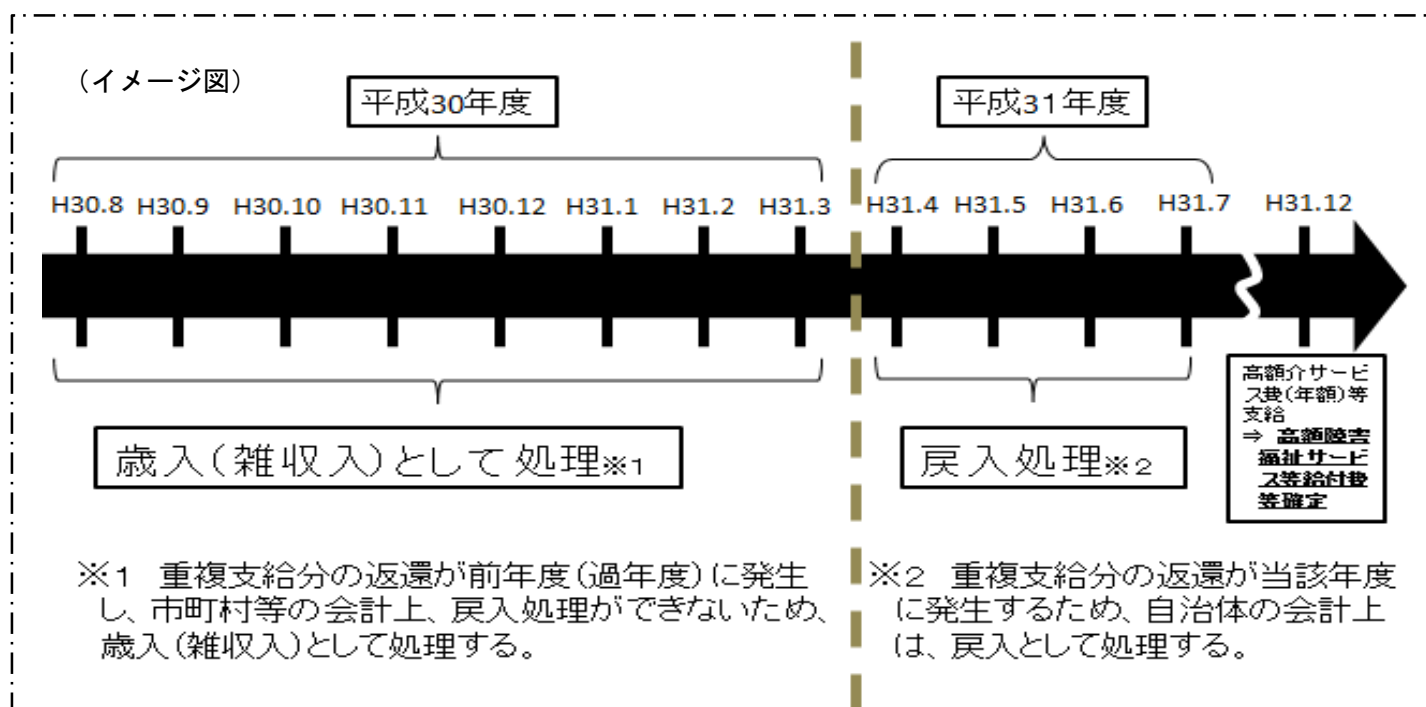 （イメージ図）
平成30年度
平成31年度
H30.8 H30.9 H30.10 H30.11 H30.12 H31.1 H31.2 H31.3 H31.4 H31.5 H31.6 H31.7 H31.12
歳入（雑収入）として処理※1
戻入処理※2
高額介サービ
ス費（年額）等
支給
⇒ 高額障害
福祉サービ
ス等給付費
等確定
※1 重複支給分の返還が前年度（過年度）に発生
し、市町村等の会計上、戻入処理ができないため、
歳入（雑収入）として処理する。
※2 重複支給分の返還が当該年度
に発生するため、自治体の会計上
は、戻入として処理する。